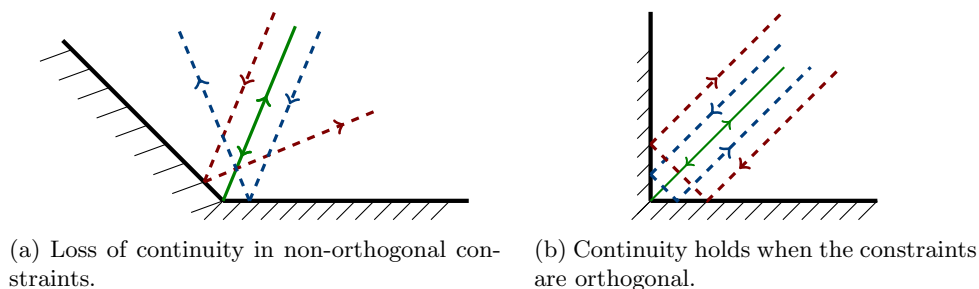 (a) Loss of continuity in non-orthogonal con-
straints.
(b) Continuity holds when the constraints
are orthogonal.